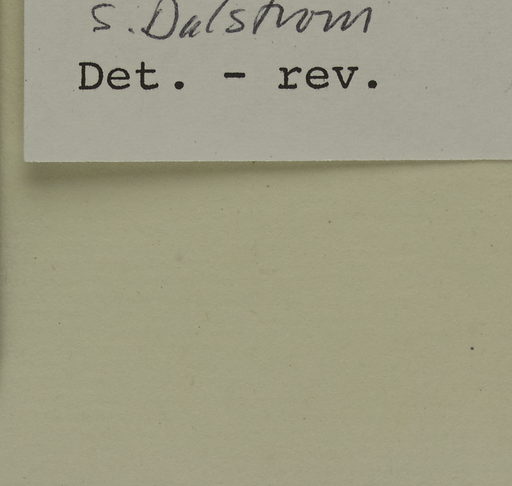 S. Dalstrom
Det. - rev.